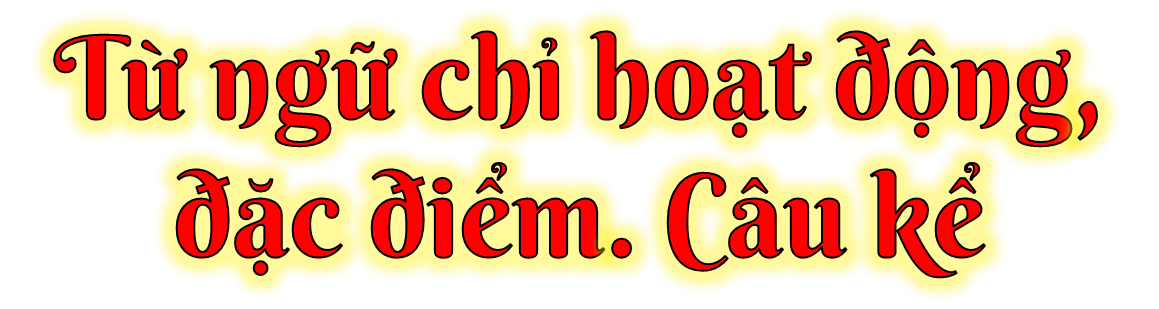 Từ ngữ chỉ hoạt động,
đặc điểm. Câu kể